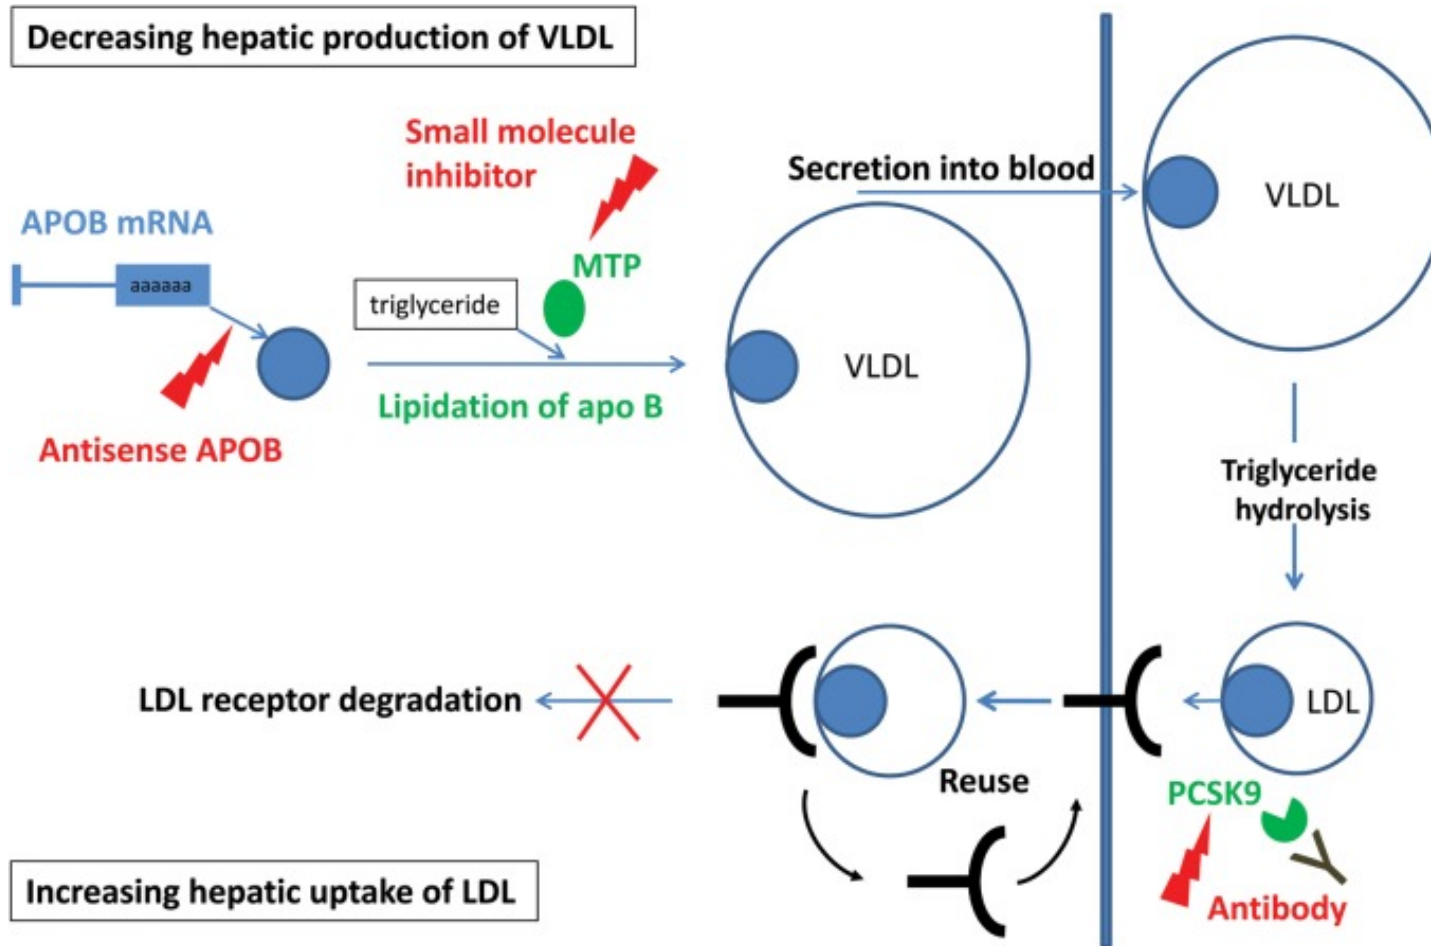 Decreasing hepatic production of VLDL
Small molecule
inhibitor
Secretion into blood
VLDL
APOB mRNA
aaaaaa
MTP
triglyceride
VLDL
Lipidation of apo B
Antisense APOB
Triglyceride
hydrolysis
LDL receptor degradation
LDL
Reuse
PCSK9
Increasing hepatic uptake of LDL
Antibody